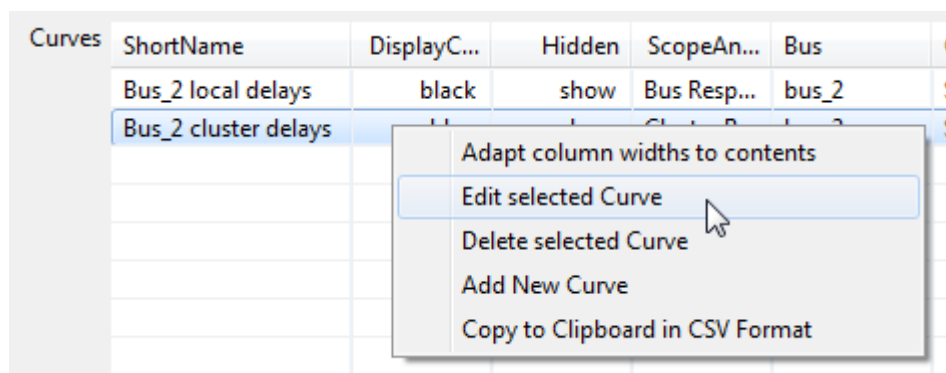 Curves ShortName DisplayC... Hidden ScopeAn... Bus
Bus_2 local delays black show Bus Resp... bus_2
Bus_2 cluster delays
Adapt column widths to contents
Edit selected Curve
Delete selected Curve
Add New Curve
Copy to Clipboard in CSV Format